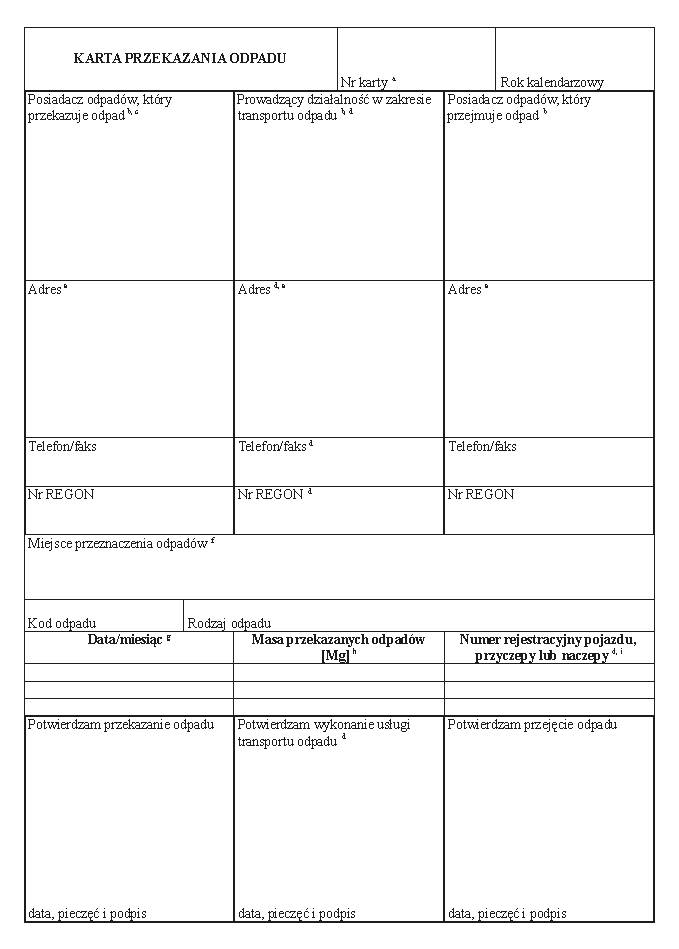 KARTA PRZEKAZANIA ODPADU
Nr karty a
Rok kalendarzowy
Posiadacz odpadów, który
przekazuje odpad b, c
Prowadzący działalność w zakresie
transportu odpadu b, d
Posiadacz odpadów, który
przejmuje odpad b
Adres e
Adres d, e
Adres e
Telefon/faks
Telefon/faks d
Telefon/faks
Nr REGON
Nr REGON d
Nr REGON
Miejsce przeznaczenia odpadów f
Kod odpadu
Rodzaj odpadu
Data/miesiąc g
Masa przekazanych odpadów
[Mg] h
Numer rejestracyjny pojazdu,
przyczepy lub naczepy d, i
Potwierdzam przekazanie odpadu
Potwierdzam wykonanie usługi
transportu odpadu d
Potwierdzam przejęcie odpadu
data, pieczęć i podpis
data, pieczęć i podpis
data, pieczęć i podpis